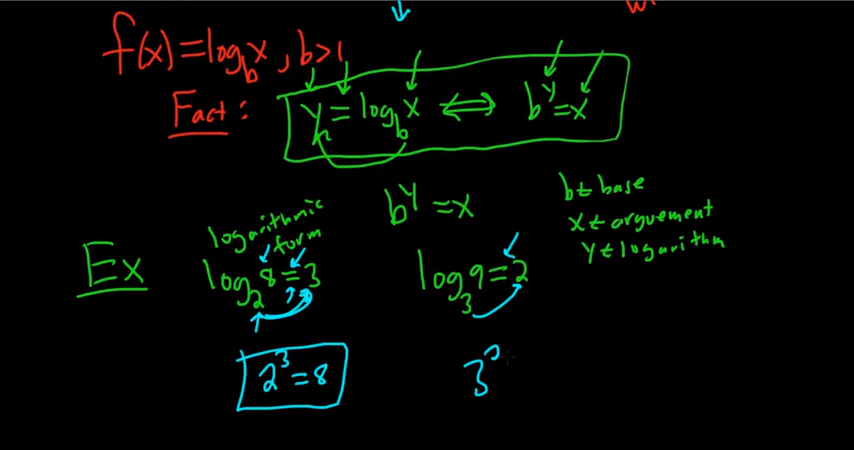 f(x) = log_b x, b > 1
Fact: y = log_b x ⟺ b^y = x
b^y = x
b ← base
x ← arguement
y ← logarithm
logarithmic
form
Ex log_2 8 = 3 log_3 9 = 2
2^3 = 8 3^2